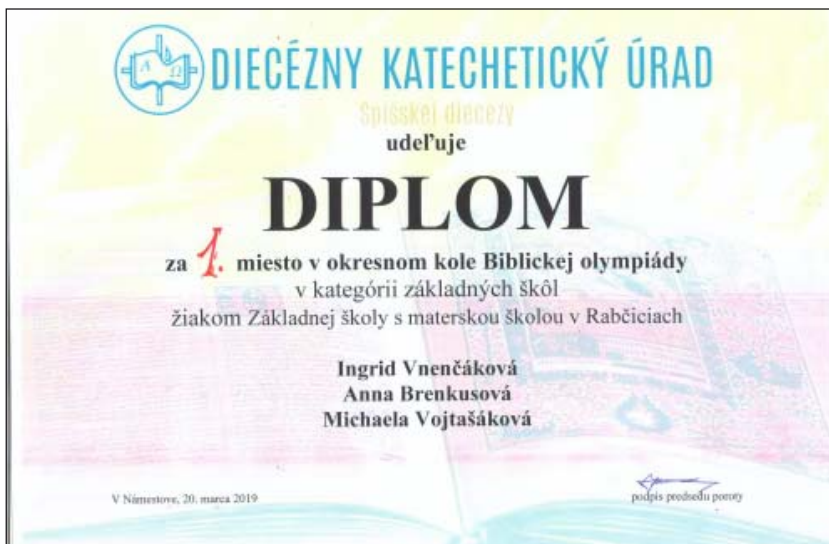 Α Ω
DIECÉZNY KATECHETICKÝ ÚRAD
Spišskej diecézy
udeľuje
DIPLOM
za 1. miesto v okresnom kole Biblickej olympiády
v kategórii základných škôl
žiakom Základnej školy s materskou školou v Rabčiciach
Ingrid Vnenčáková
Anna Brenkusová
Michaela Vojtašáková
V Námestove, 20. marca 2019
podpis predsedu poroty